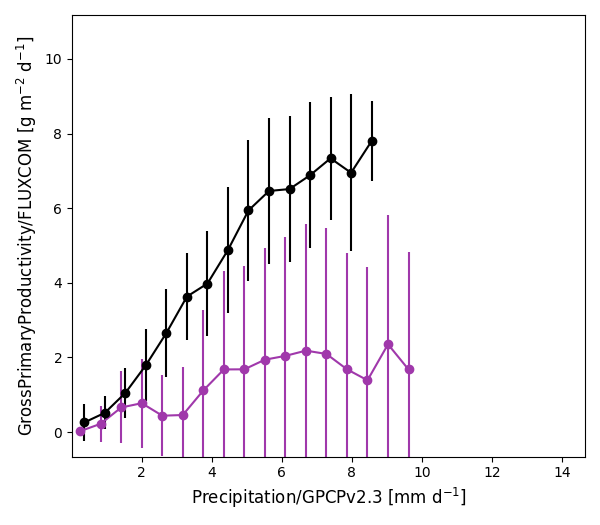 GrossPrimaryProductivity/FLUXCOM [g m⁻² d⁻¹]
10
8
6
4
2
0
2 4 6 8 10 12 14
Precipitation/GPCPv2.3 [mm d⁻¹]